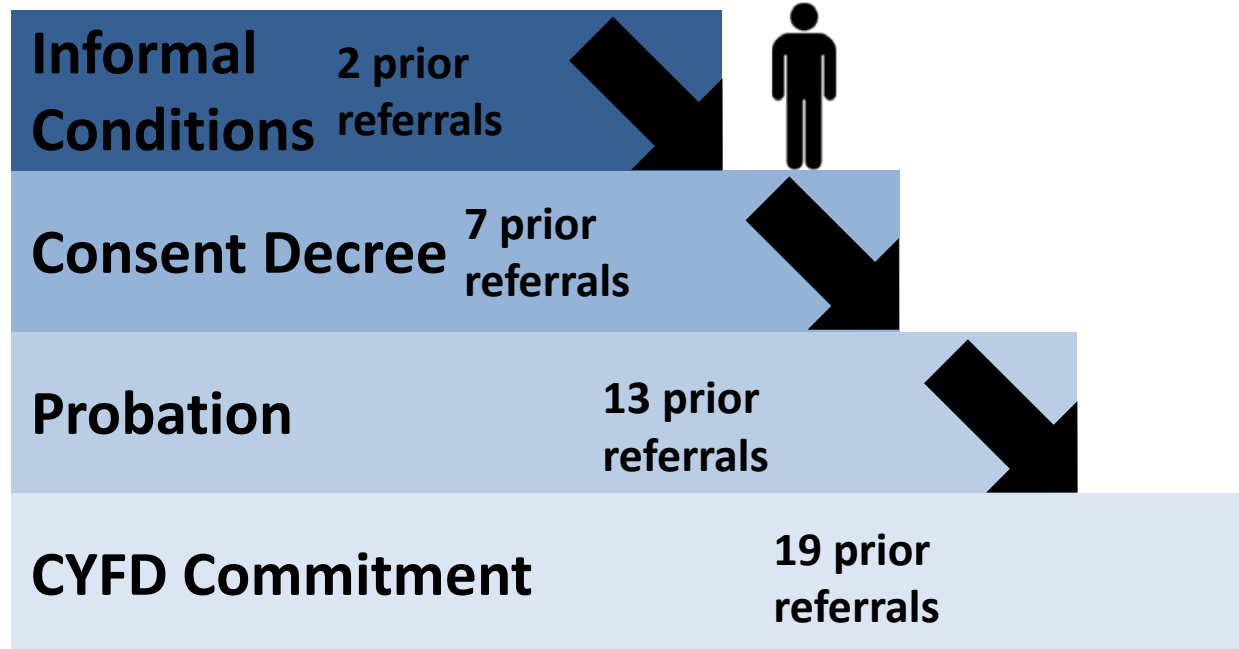 Informal
Conditions
2 prior
referrals
Consent Decree
7 prior
referrals
Probation
13 prior
referrals
CYFD Commitment
19 prior
referrals